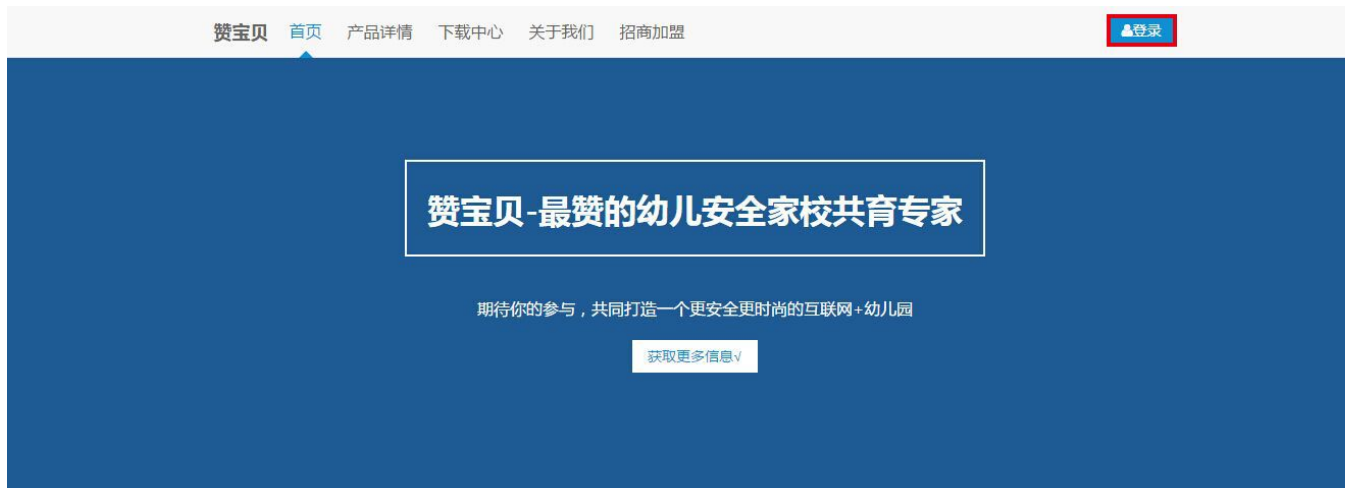 赞宝贝 首页 产品详情 下载中心 关于我们 招商加盟 登录
赞宝贝-最赞的幼儿安全家校共育专家
期待你的参与，共同打造一个更安全更时尚的互联网+幼儿园
获取更多信息√